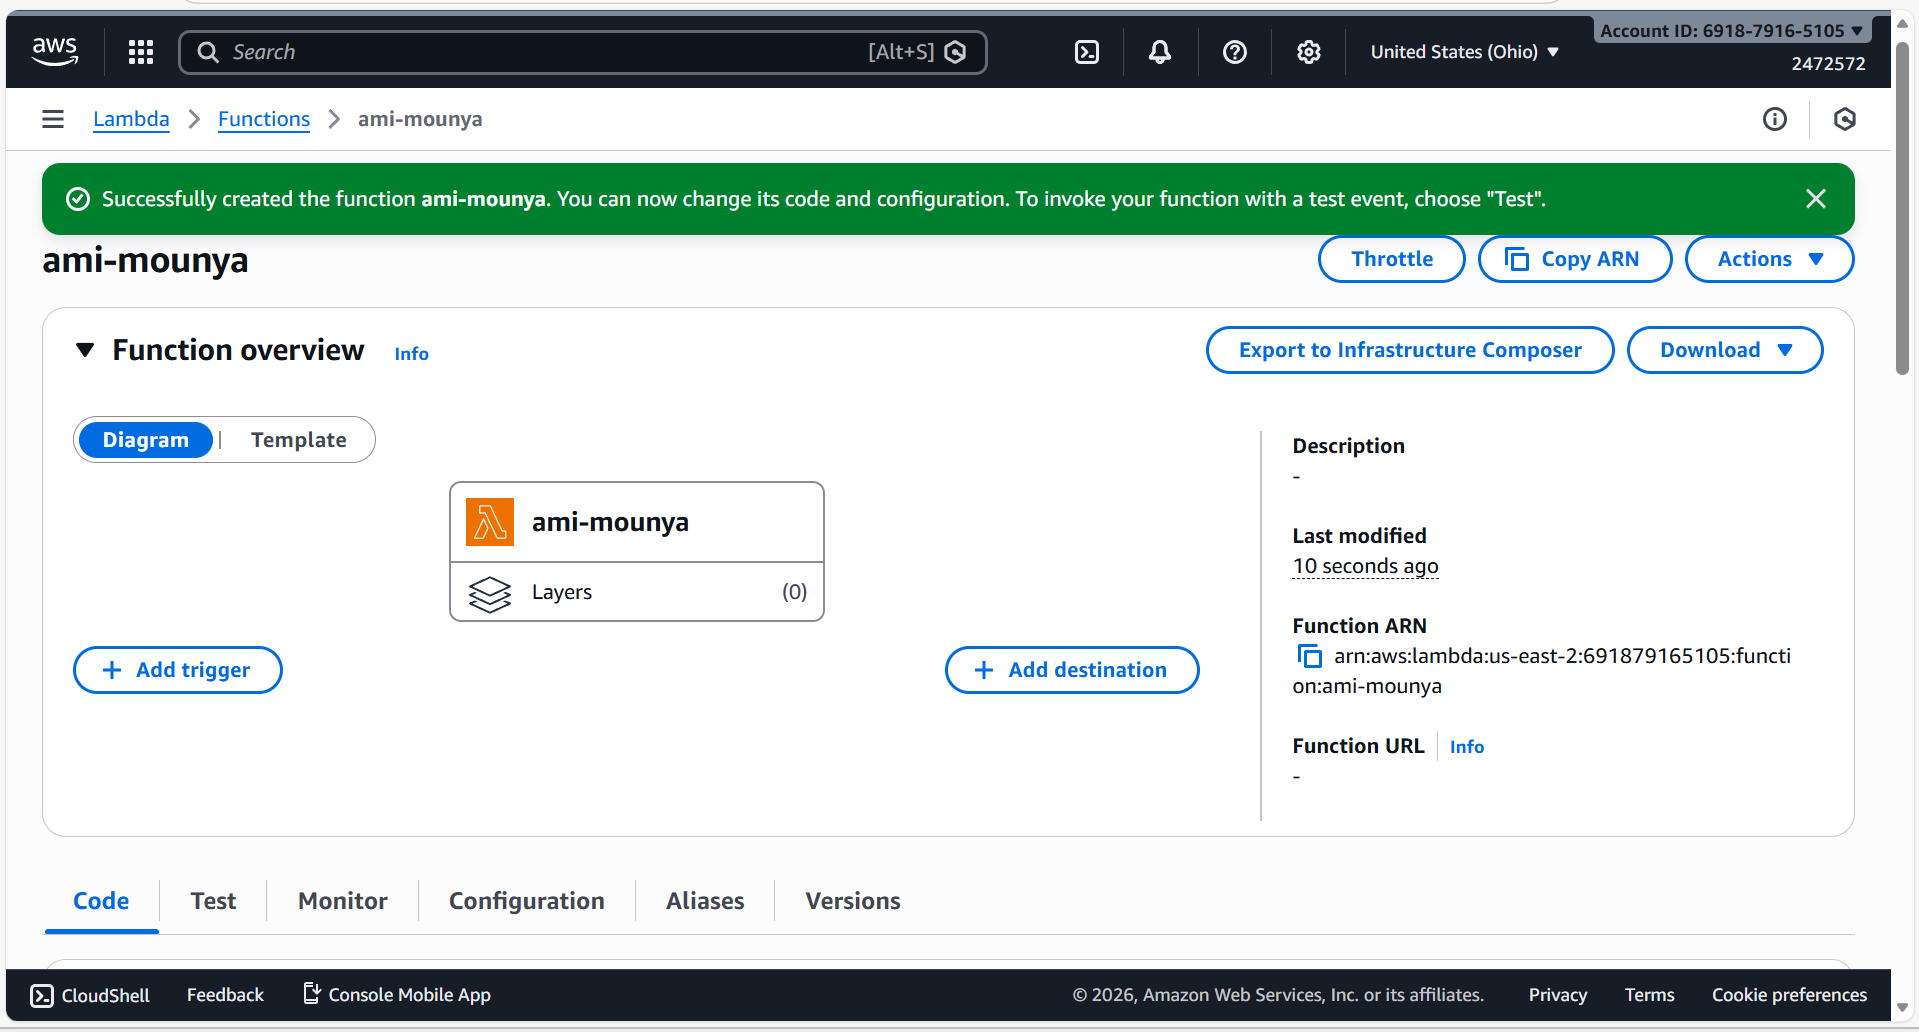 aws
Search [Alt+S]
United States (Ohio)
Account ID: 6918-7916-5105
2472572
Lambda
Functions
ami-mounya
Successfully created the function ami-mounya. You can now change its code and configuration. To invoke your function with a test event, choose "Test".
ami-mounya
Throttle
Copy ARN
Actions
Function overview Info
Export to Infrastructure Composer
Download
Diagram | Template
ami-mounya
Layers (0)
+ Add trigger
+ Add destination
Description
-
Last modified
10 seconds ago
Function ARN
arn:aws:lambda:us-east-2:691879165105:functi
on:ami-mounya
Function URL Info
-
Code
Test
Monitor
Configuration
Aliases
Versions
CloudShell
Feedback
Console Mobile App
© 2026, Amazon Web Services, Inc. or its affiliates.
Privacy
Terms
Cookie preferences